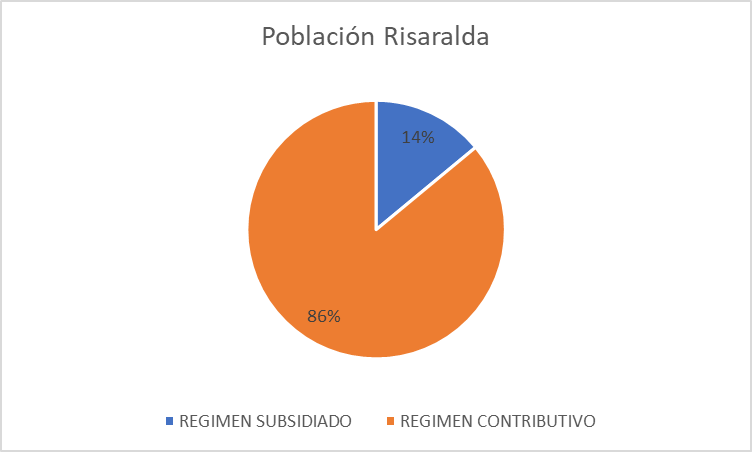 Población Risaralda
14%
86%
REGIMEN SUBSIDIADO
REGIMEN CONTRIBUTIVO